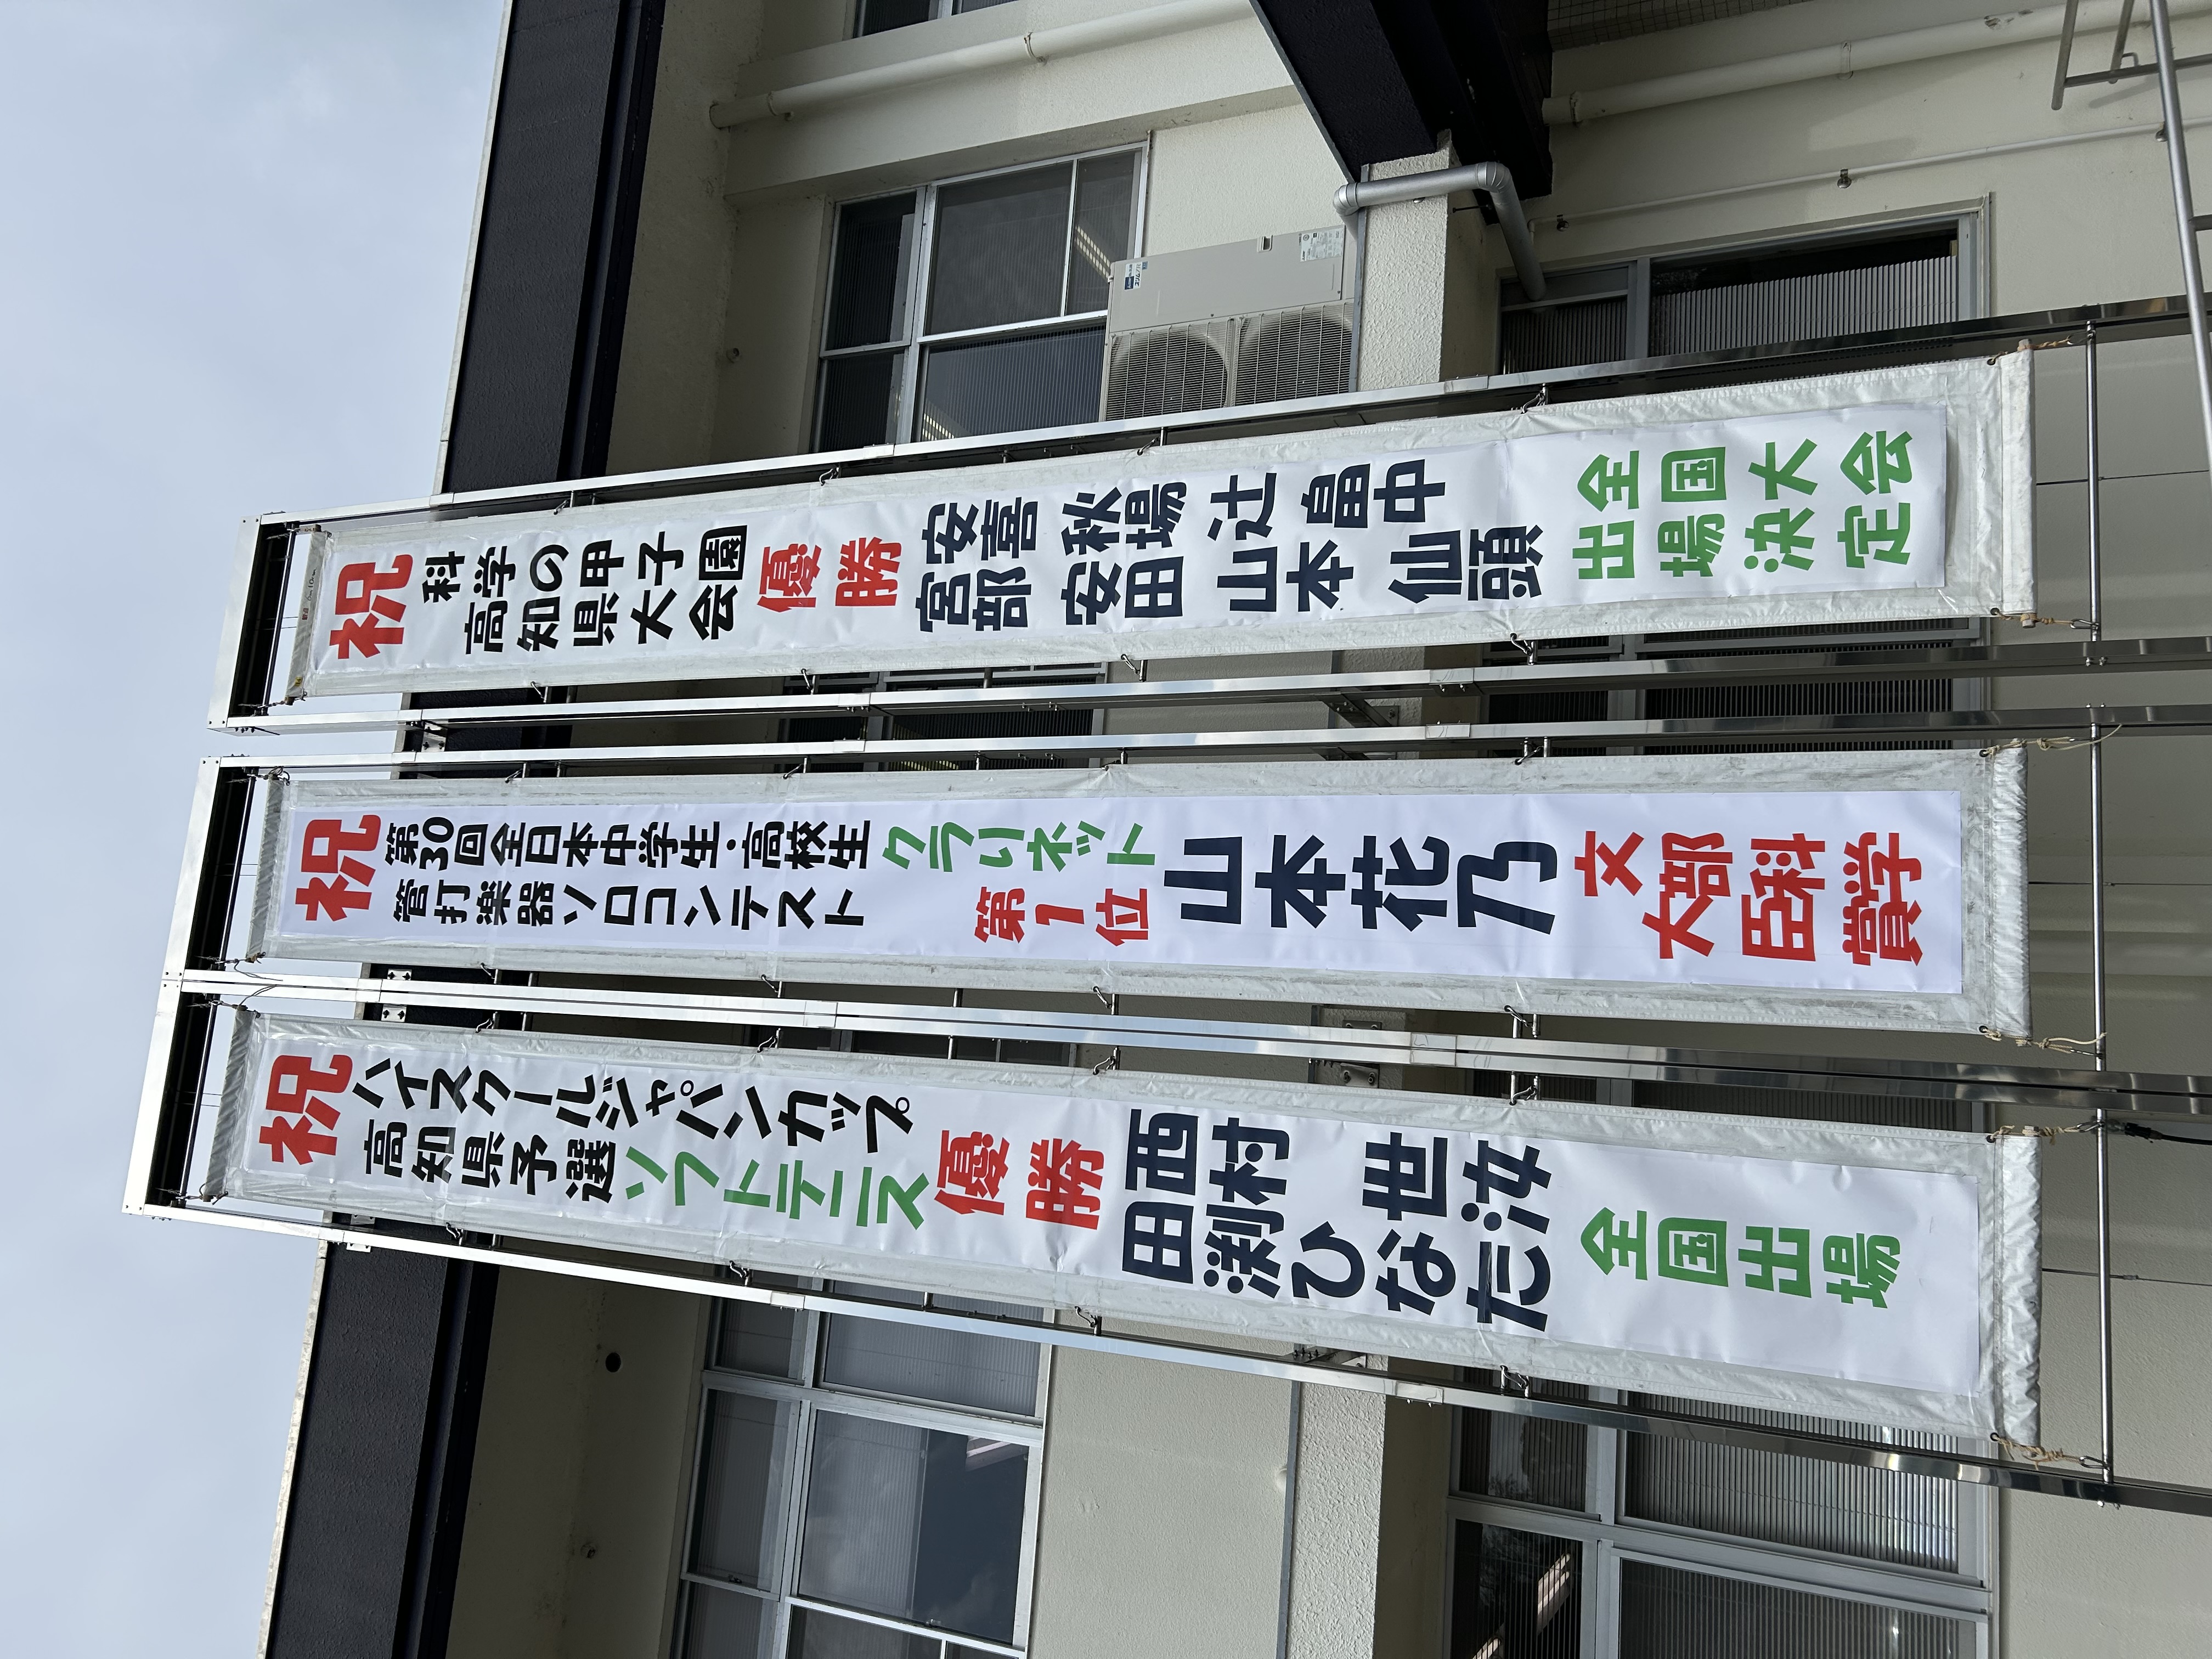 祝
科学の甲子園
高知県大会
優勝
安喜 秋場 辻 畠中
宮部 安田 山本 仙頭
全国大会
出場決定
祝
第30回全日本中学生・高校生
管打楽器ソロコンテスト
クラリネット
第1位
山本花乃
文部科学
大臣賞
祝
ハイスクールジャパンカップ
高知県予選ソフトテニス
優勝
西村 世汝
田渕ひなた
全国出場